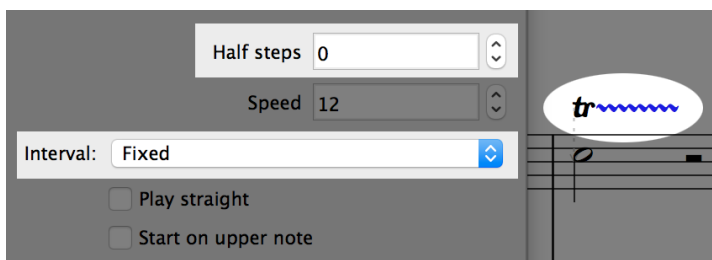 Half steps 0
Speed 12
tr
Interval: Fixed
Play straight
Start on upper note